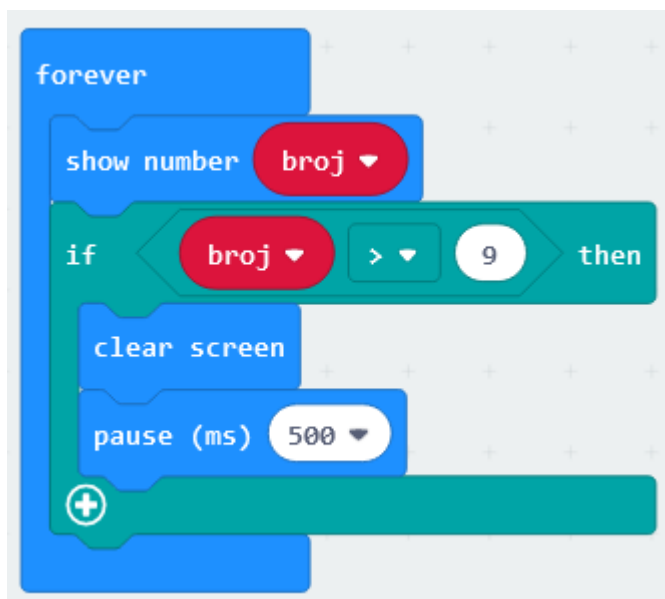 forever
show number broj
if broj > 9 then
clear screen
pause (ms) 500